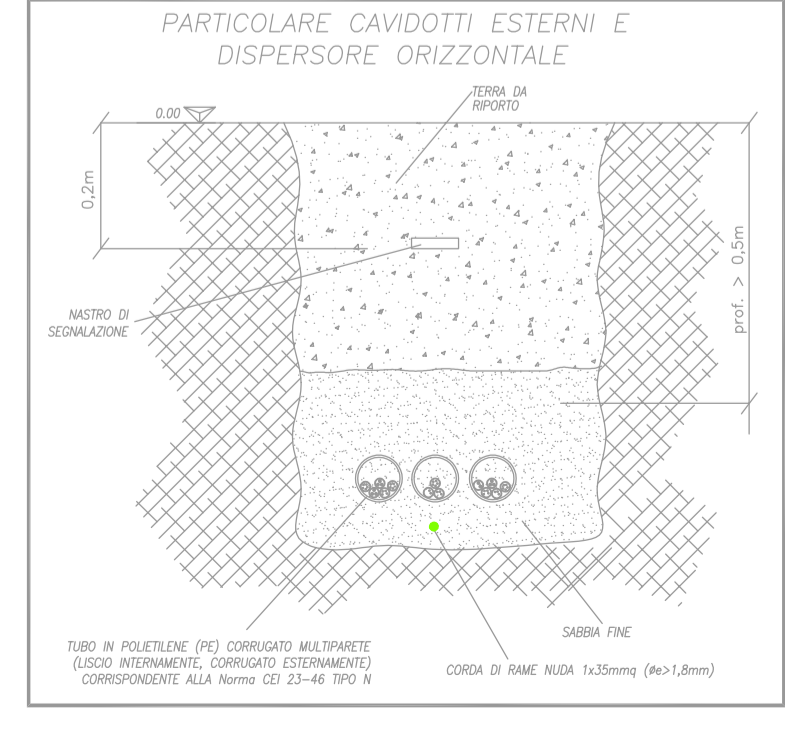 PARTICOLARE CAVIDOTTI ESTERNI E
DISPERSORE ORIZZONTALE
TERRA DA
RIPORTO
0.00
0,2m
prof. > 0,5m
NASTRO DI
SEGNALAZIONE
SABBIA FINE
TUBO IN POLIETILENE (PE) CORRUGATO MULTIPARETE
(LISCIO INTERNAMENTE, CORRUGATO ESTERNAMENTE)
CORRISPONDENTE ALLA Norma CEI 23-46 TIPO N
CORDA DI RAME NUDA 1x35mmq (øe>1,8mm)